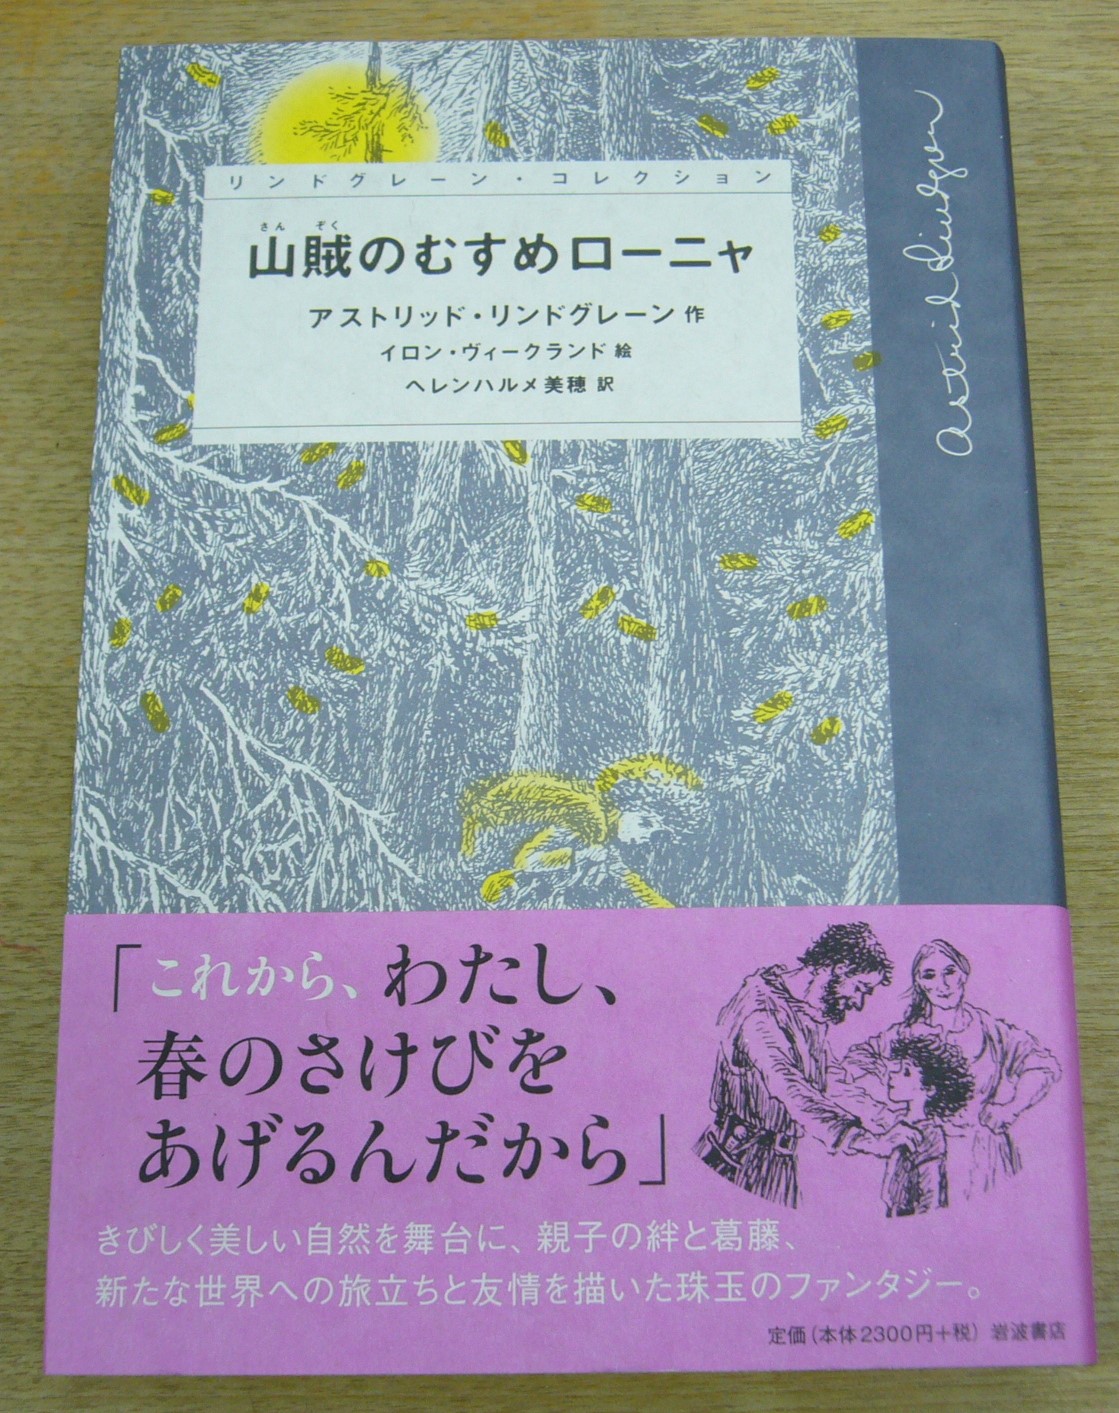 リンドグレーン・コレクション
さん ぞく
山賊のむすめローニャ
アストリッド・リンドグレーン 作
イロン・ヴィークランド 絵
ヘレンハルメ美穂 訳
Astrid Lindgren
「これから、わたし、
春のさけびを
あげるんだから」
きびしく美しい自然を舞台に、親子の絆と葛藤、
新たな世界への旅立ちと友情を描いた珠玉のファンタジー。
定価(本体2300円+税) 岩波書店